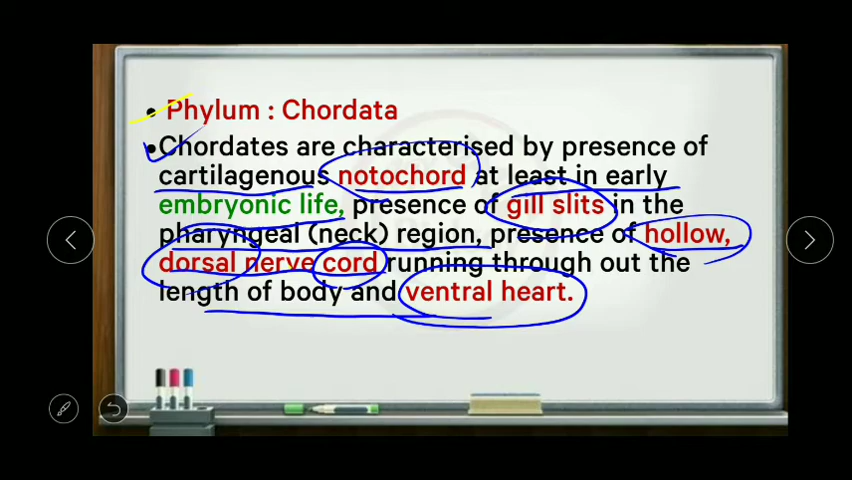 • Phylum : Chordata
• Chordates are characterised by presence of
cartilagenous notochord at least in early
embryonic life, presence of gill slits in the
pharyngeal (neck) region, presence of hollow,
dorsal nerve cord running through out the
length of body and ventral heart.